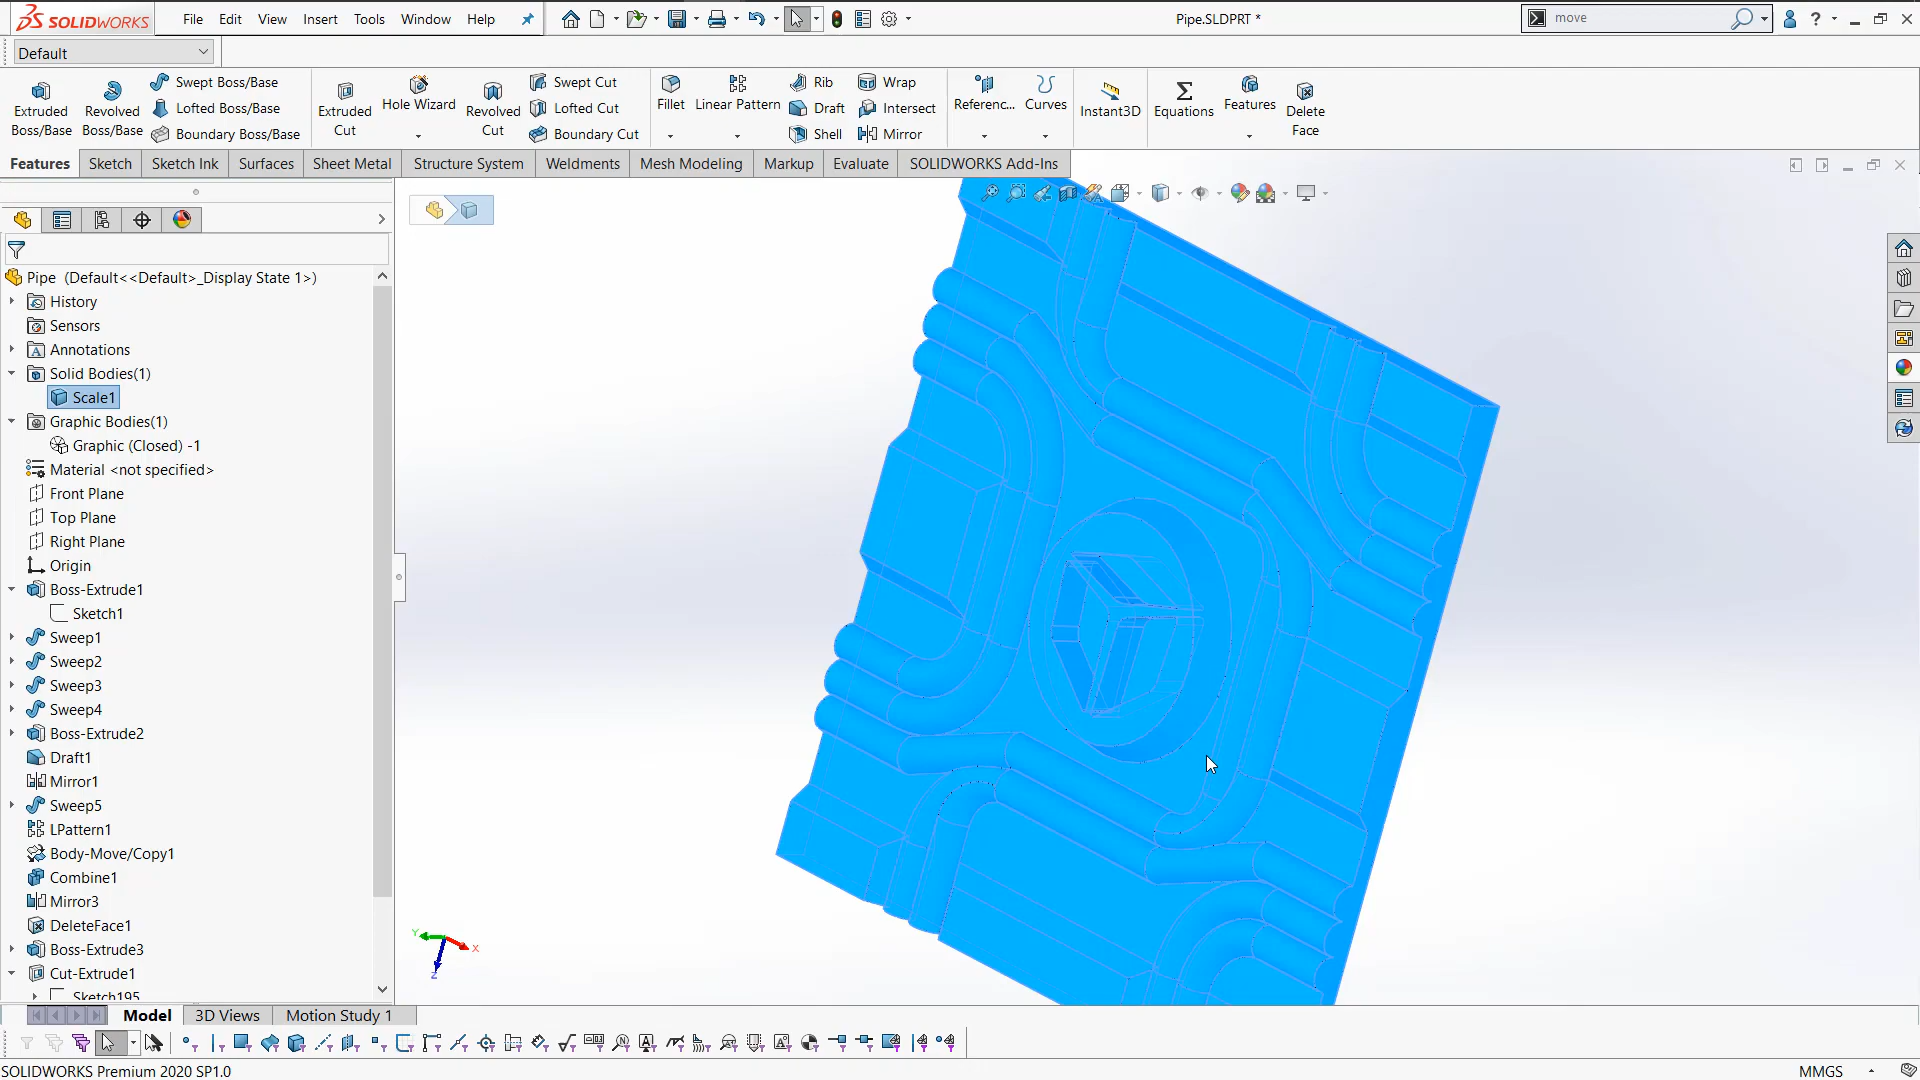 SOLIDWORKS File Edit View Insert Tools Window Help Pipe.SLDPRT * move ?
Default
Extruded Boss/Base
Revolved Boss/Base
Swept Boss/Base
Lofted Boss/Base
Boundary Boss/Base
Extruded Cut
Hole Wizard
Revolved Cut
Swept Cut
Lofted Cut
Boundary Cut
Fillet
Linear Pattern
Rib
Draft
Shell
Wrap
Intersect
Mirror
Referenc...
Curves
Instant3D
Equations
Features
Delete Face
Features Sketch Sketch Ink Surfaces Sheet Metal Structure System Weldments Mesh Modeling Markup Evaluate SOLIDWORKS Add-Ins
Pipe (Default<<Default>_Display State 1>)
History
Sensors
Annotations
Solid Bodies(1)
Scale1
Graphic Bodies(1)
Graphic (Closed) -1
Material <not specified>
Front Plane
Top Plane
Right Plane
Origin
Boss-Extrude1
Sketch1
Sweep1
Sweep2
Sweep3
Sweep4
Boss-Extrude2
Draft1
Mirror1
Sweep5
LPattern1
Body-Move/Copy1
Combine1
Mirror3
DeleteFace1
Boss-Extrude3
Cut-Extrude1
Sketch195
Y
X
Z
Model 3D Views Motion Study 1
SOLIDWORKS Premium 2020 SP1.0 MMGS